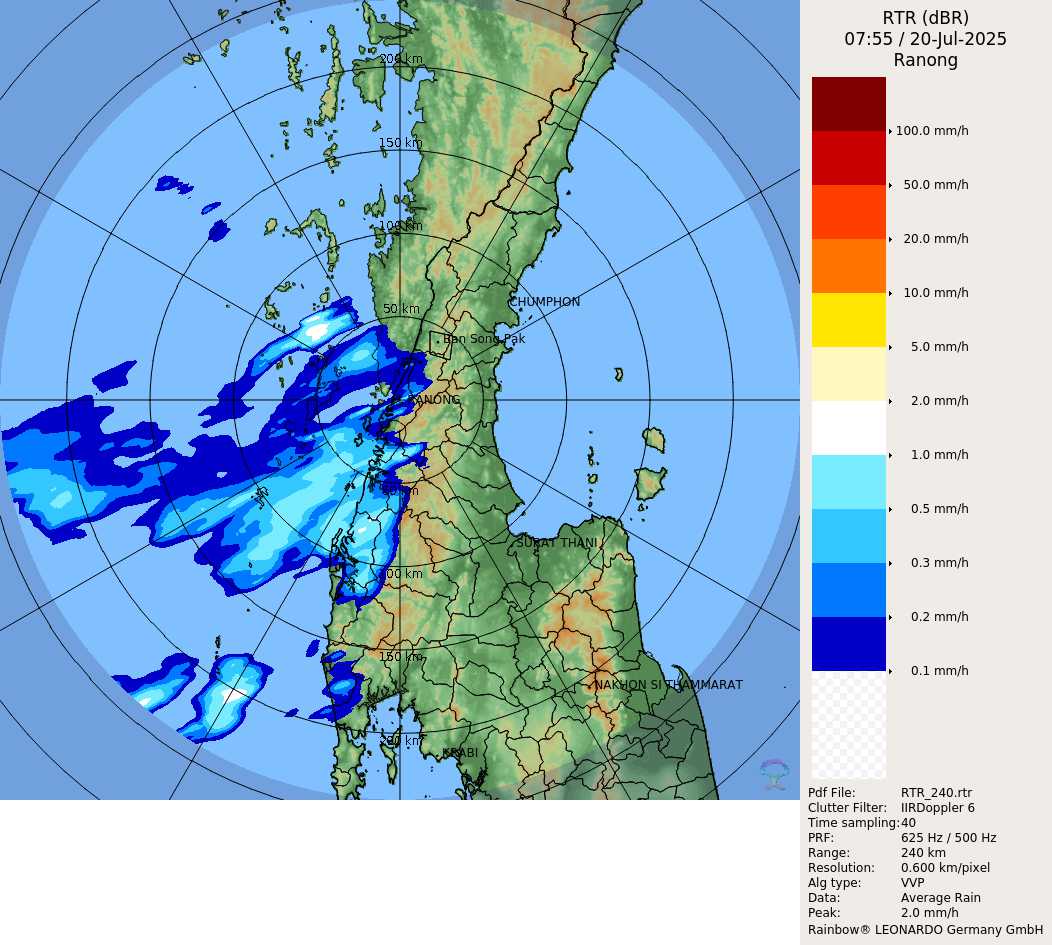 RTR (dBR)
07:55 / 20-Jul-2025
Ranong
200 km
150 km
100 km
50 km
CHUMPHON
Ban Song Pak
RANONG
50 km
SURAT THANI
100 km
150 km
NAKHON SI THAMMARAT
200 km
KRABI
100.0 mm/h
50.0 mm/h
20.0 mm/h
10.0 mm/h
5.0 mm/h
2.0 mm/h
1.0 mm/h
0.5 mm/h
0.3 mm/h
0.2 mm/h
0.1 mm/h
Pdf File: RTR_240.rtr
Clutter Filter: IIRDoppler 6
Time sampling:40
PRF: 625 Hz / 500 Hz
Range: 240 km
Resolution: 0.600 km/pixel
Alg type: VVP
Data: Average Rain
Peak: 2.0 mm/h
Rainbow® LEONARDO Germany GmbH